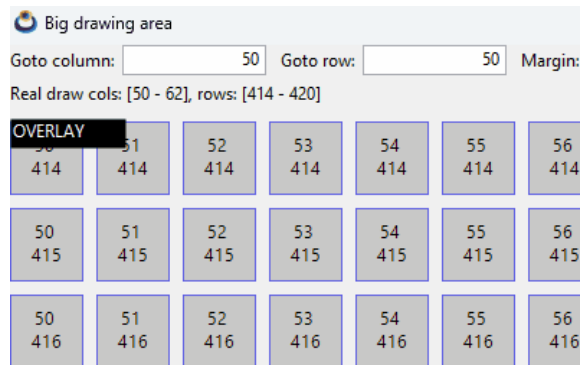 Big drawing area
Goto column: 50 Goto row: 50 Margin:
Real draw cols: [50 - 62], rows: [414 - 420]
OVERLAY
51 52 53 54 55 56
414 414 414 414 414 414 414
50 51 52 53 54 55 56
415 415 415 415 415 415 415
50 51 52 53 54 55 56
416 416 416 416 416 416 416